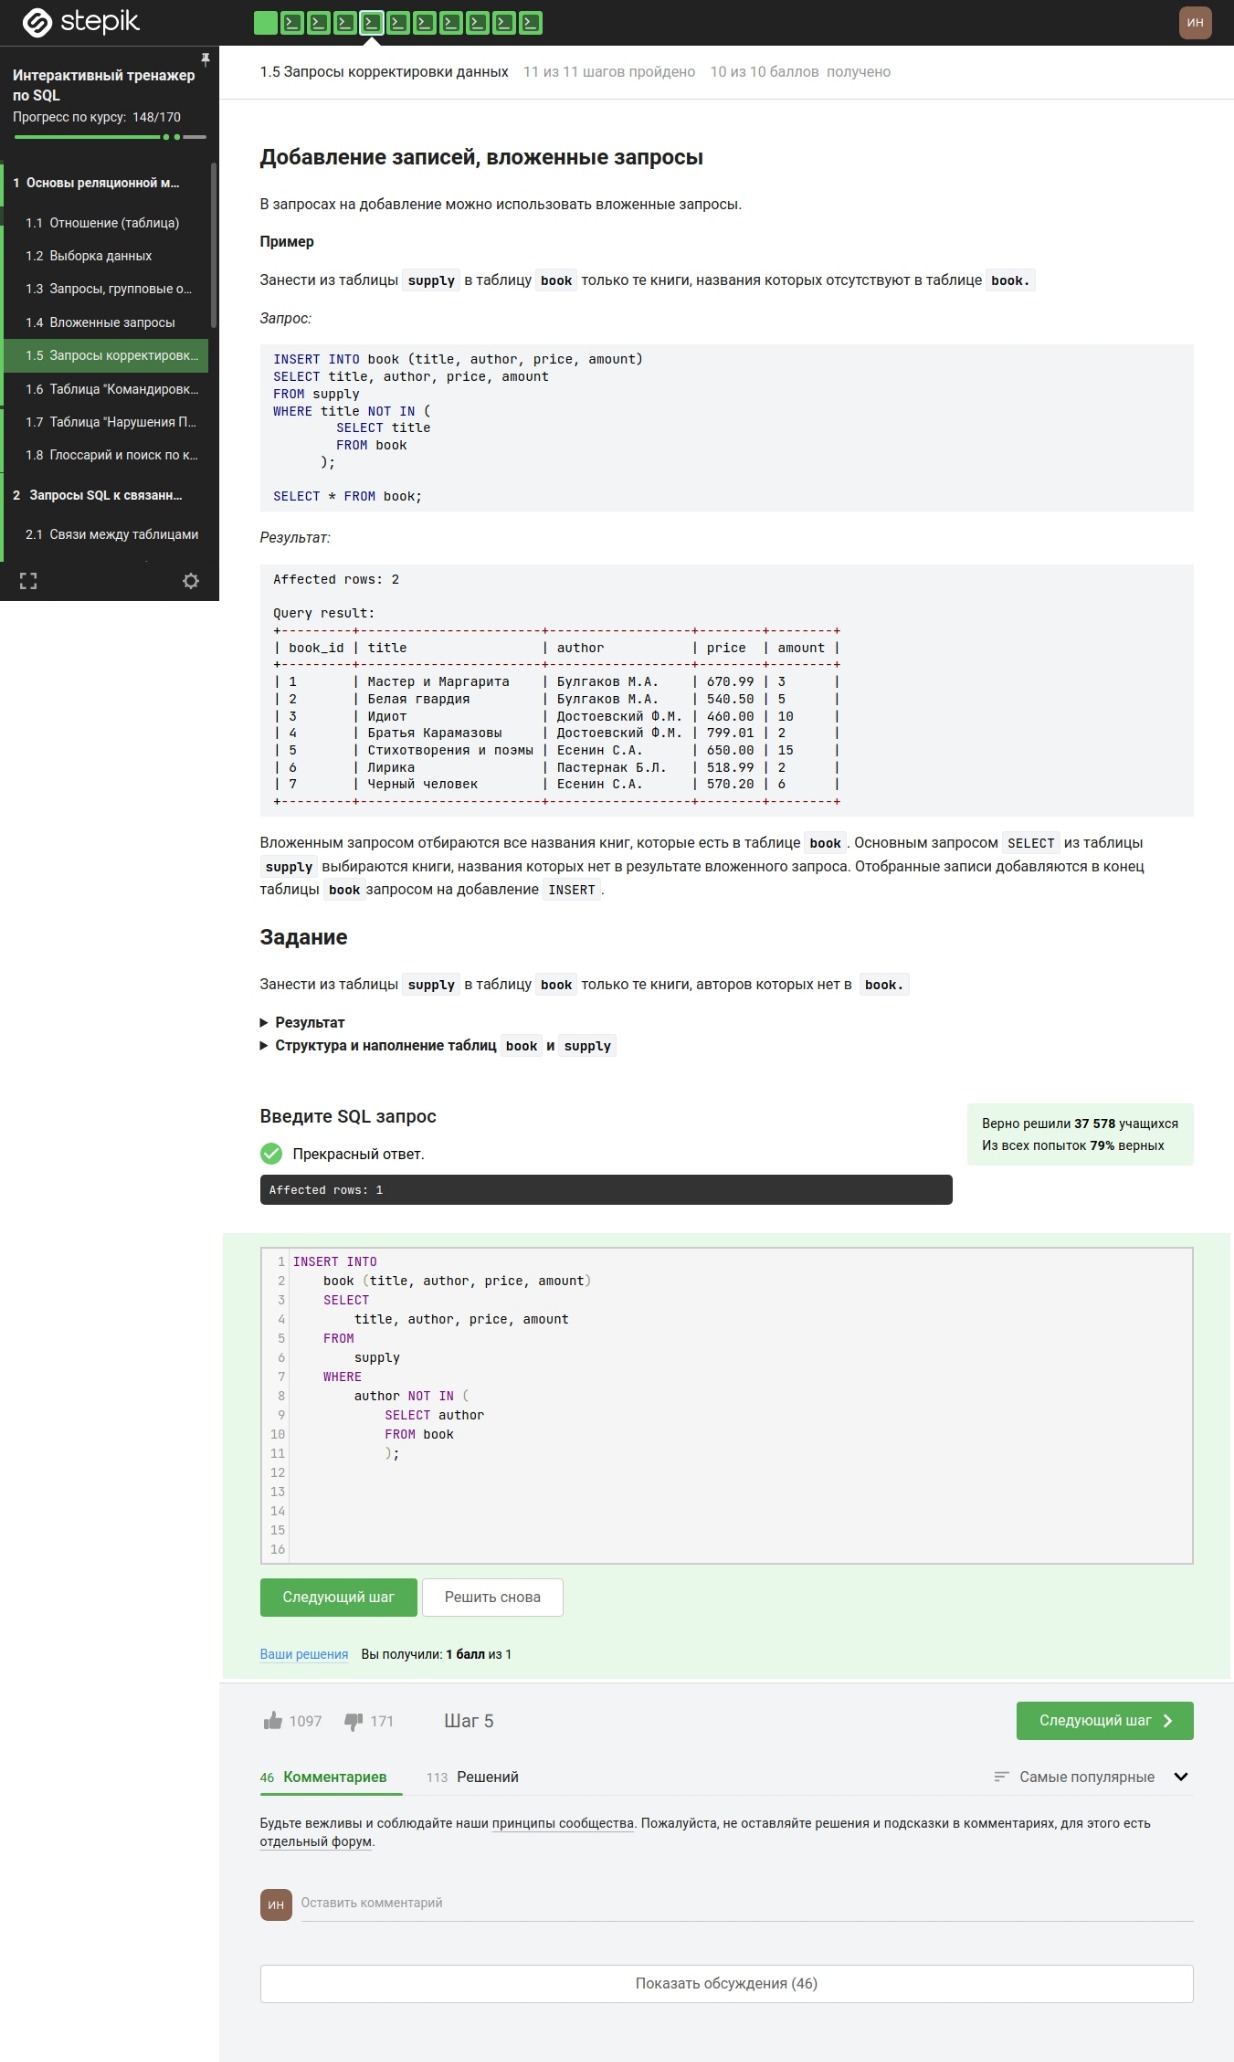 stepik
ИН
Интерактивный тренажер
по SQL
Прогресс по курсу: 148/170
1 Основы реляционной м...
1.1 Отношение (таблица)
1.2 Выборка данных
1.3 Запросы, групповые о...
1.4 Вложенные запросы
1.5 Запросы корректировк...
1.6 Таблица "Командировк...
1.7 Таблица "Нарушения П...
1.8 Глоссарий и поиск по к...
2 Запросы SQL к связанн...
2.1 Связи между таблицами
1.5 Запросы корректировки данных 11 из 11 шагов пройдено 10 из 10 баллов получено
Добавление записей, вложенные запросы
В запросах на добавление можно использовать вложенные запросы.
Пример
Занести из таблицы supply в таблицу book только те книги, названия которых отсутствуют в таблице book.
Запрос:
INSERT INTO book (title, author, price, amount)
SELECT title, author, price, amount
FROM supply
WHERE title NOT IN (
        SELECT title
        FROM book
      );
SELECT * FROM book;
Результат:
Affected rows: 2
Query result:
+---------+-----------------------+------------------+--------+--------+
| book_id | title                 | author           | price  | amount |
+---------+-----------------------+------------------+--------+--------+
| 1       | Мастер и Маргарита    | Булгаков М.А.    | 670.99 | 3      |
| 2       | Белая гвардия         | Булгаков М.А.    | 540.50 | 5      |
| 3       | Идиот                 | Достоевский Ф.М. | 460.00 | 10     |
| 4       | Братья Карамазовы     | Достоевский Ф.М. | 799.01 | 2      |
| 5       | Стихотворения и поэмы | Есенин С.А.      | 650.00 | 15     |
| 6       | Лирика                | Пастернак Б.Л.   | 518.99 | 2      |
| 7       | Черный человек        | Есенин С.А.      | 570.20 | 6      |
+---------+-----------------------+------------------+--------+--------+
Вложенным запросом отбираются все названия книг, которые есть в таблице book. Основным запросом SELECT из таблицы
supply выбираются книги, названия которых нет в результате вложенного запроса. Отобранные записи добавляются в конец
таблицы book запросом на добавление INSERT.
Задание
Занести из таблицы supply в таблицу book только те книги, авторов которых нет в book.
▶ Результат
▶ Структура и наполнение таблиц book и supply
Введите SQL запрос
Прекрасный ответ.
Affected rows: 1
Верно решили 37 578 учащихся
Из всех попыток 79% верных
1 INSERT INTO
2     book (title, author, price, amount)
3     SELECT
4         title, author, price, amount
5     FROM
6         supply
7     WHERE
8         author NOT IN (
9             SELECT author
10             FROM book
11             );
12
13
14
15
16
Следующий шаг Решить снова
Ваши решения Вы получили: 1 балл из 1
1097 171 Шаг 5 Следующий шаг
46 Комментариев 113 Решений Самые популярные
Будьте вежливы и соблюдайте наши принципы сообщества. Пожалуйста, не оставляйте решения и подсказки в комментариях, для этого есть
отдельный форум.
ИН Оставить комментарий
Показать обсуждения (46)